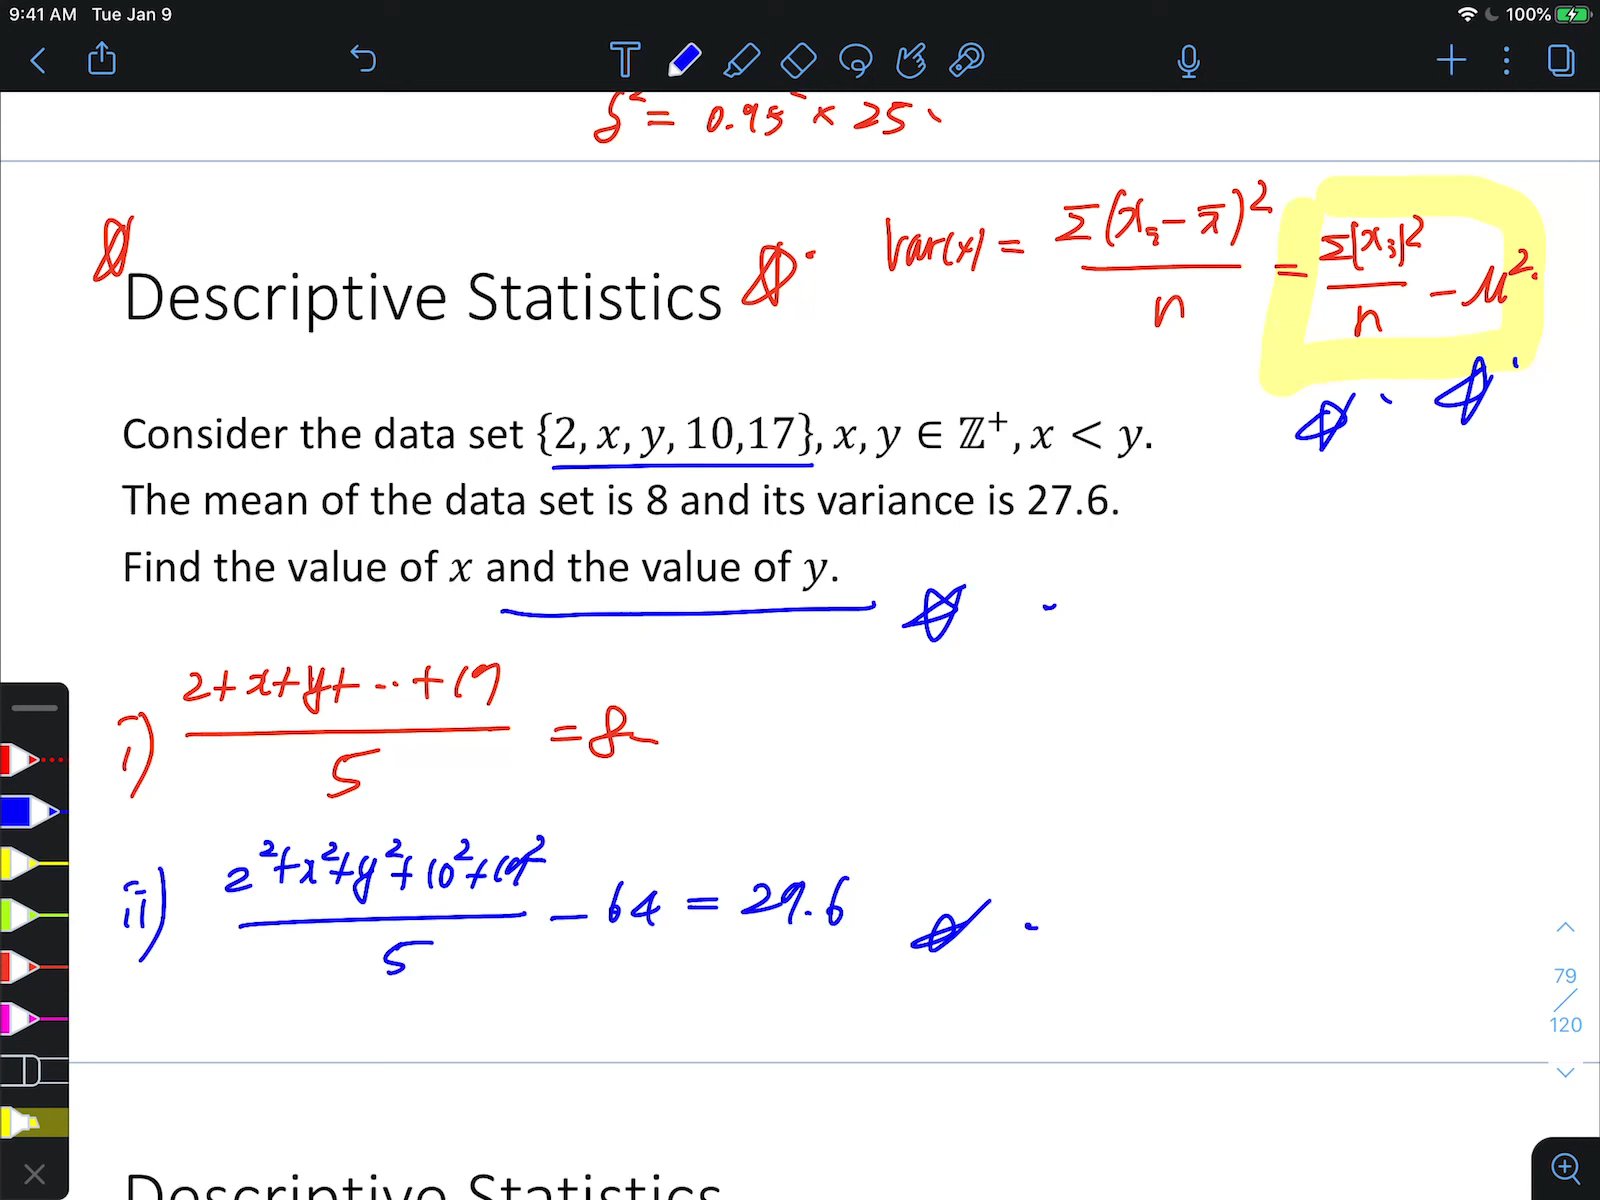 9:41 AM Tue Jan 9
100%
= 0.95² × 25
Var(x) = Σ(xᵢ - x̄)² / n = Σ(xᵢ)² / n - μ²
Descriptive Statistics
Consider the data set {2, x, y, 10,17}, x, y ∈ ℤ⁺, x < y.
The mean of the data set is 8 and its variance is 27.6.
Find the value of x and the value of y.
i) 2+x+y+ ... +17 / 5 = 8
ii) 2²+x²+y²+10²+17² / 5 - 64 = 27.6
79
120
Descriptive Statistics